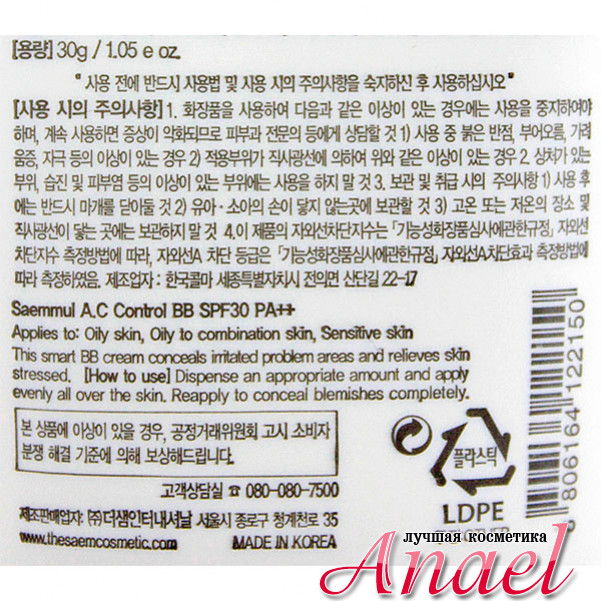 [용량] 30g / 1.05 e oz.
* 사용 전에 반드시 사용법 및 사용 시의 주의사항을 숙지하신 후 사용하십시오 *
[사용 시의 주의사항] 1. 화장품을 사용하여 다음과 같은 이상이 있는 경우에는 사용을 중지하여야
하며, 계속 사용하면 증상이 악화되므로 피부과 전문의 등에게 상담할 것 1) 사용 중 붉은 반점, 부어오름, 가려
움증, 자극 등의 이상이 있는 경우 2) 적용부위가 직사광선에 의하여 위와 같은 이상이 있는 경우 2. 상처가 있는
부위, 습진 및 피부염 등의 이상이 있는 부위에는 사용을 하지 말 것 3. 보관 및 취급 시의 주의사항 1) 사용 후
에는 반드시 마개를 닫아둘 것 2) 유아·소아의 손이 닿지 않는곳에 보관할 것 3) 고온 또는 저온의 장소 및
직사광선이 닿는 곳에는 보관하지 말 것 4.이 제품의 자외선차단지수는 「기능성화장품심사에관한규정」 자외선
차단지수 측정방법에 따라, 자외선A 차단 등급은 「기능성화장품심사에관한규정」 자외선A차단효과 측정방법에
따라 측정하였음. 제조업자 : 한국콜마 세종특별자치시 전의면 산단길 22-17
Saemmul A.C Control BB SPF30 PA++
Applies to: Oily skin, Oily to combination skin, Sensitive skin
This smart BB cream conceals irritated problem areas and relieves skin
stressed. [How to use] Dispense an appropriate amount and apply
evenly all over the skin. Reapply to conceal blemishes completely.
본 상품에 이상이 있을 경우, 공정거래위원회 고시 소비자
분쟁 해결 기준에 의해 보상해드립니다.
고객상담실 ☎ 080-080-7500
제조판매업자: (주)더샘인터내셔날 서울시 종로구 청계천로 35
www.thesaemcosmetic.com MADE IN KOREA
플라스틱
LDPE
8 806164 122150
лучшая косметика
Anael